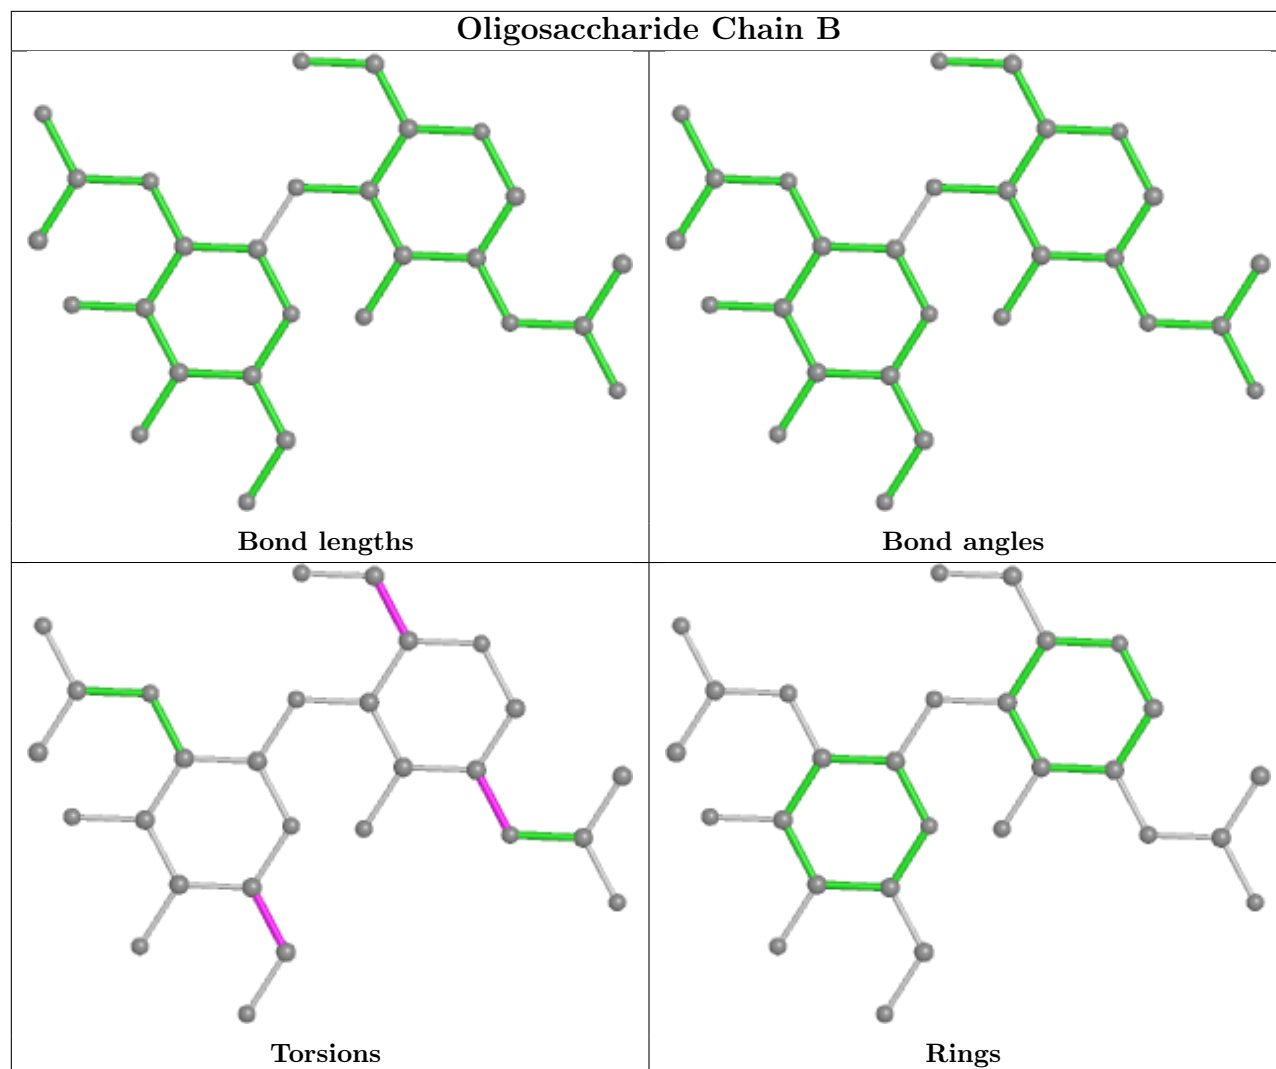 Oligosaccharide Chain B
Bond lengths
Bond angles
Torsions
Rings